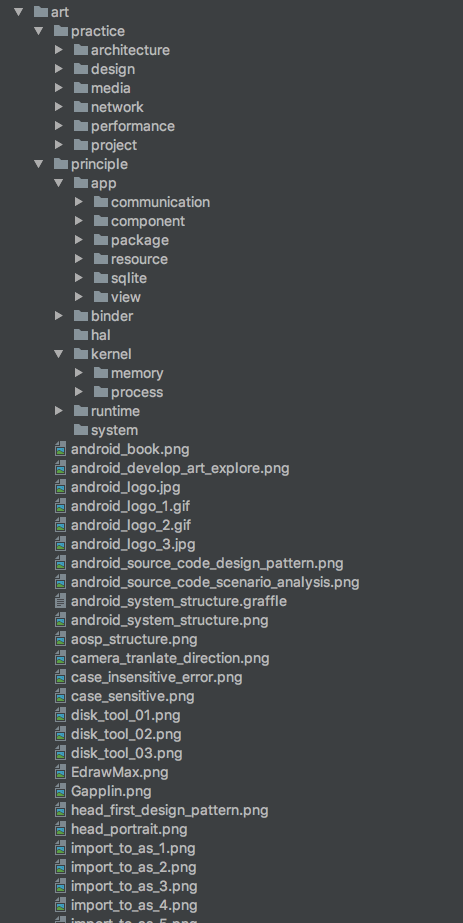 art
practice
architecture
design
media
network
performance
project
principle
app
communication
component
package
resource
sqlite
view
binder
hal
kernel
memory
process
runtime
system
android_book.png
android_develop_art_explore.png
android_logo.jpg
android_logo_1.gif
android_logo_2.gif
android_logo_3.jpg
android_source_code_design_pattern.png
android_source_code_scenario_analysis.png
android_system_structure.graffle
android_system_structure.png
aosp_structure.png
camera_tranlate_direction.png
case_insensitive_error.png
case_sensitive.png
disk_tool_01.png
disk_tool_02.png
disk_tool_03.png
EdrawMax.png
Gapplin.png
head_first_design_pattern.png
head_portrait.png
import_to_as_1.png
import_to_as_2.png
import_to_as_3.png
import_to_as_4.png
import_to_as_5.png